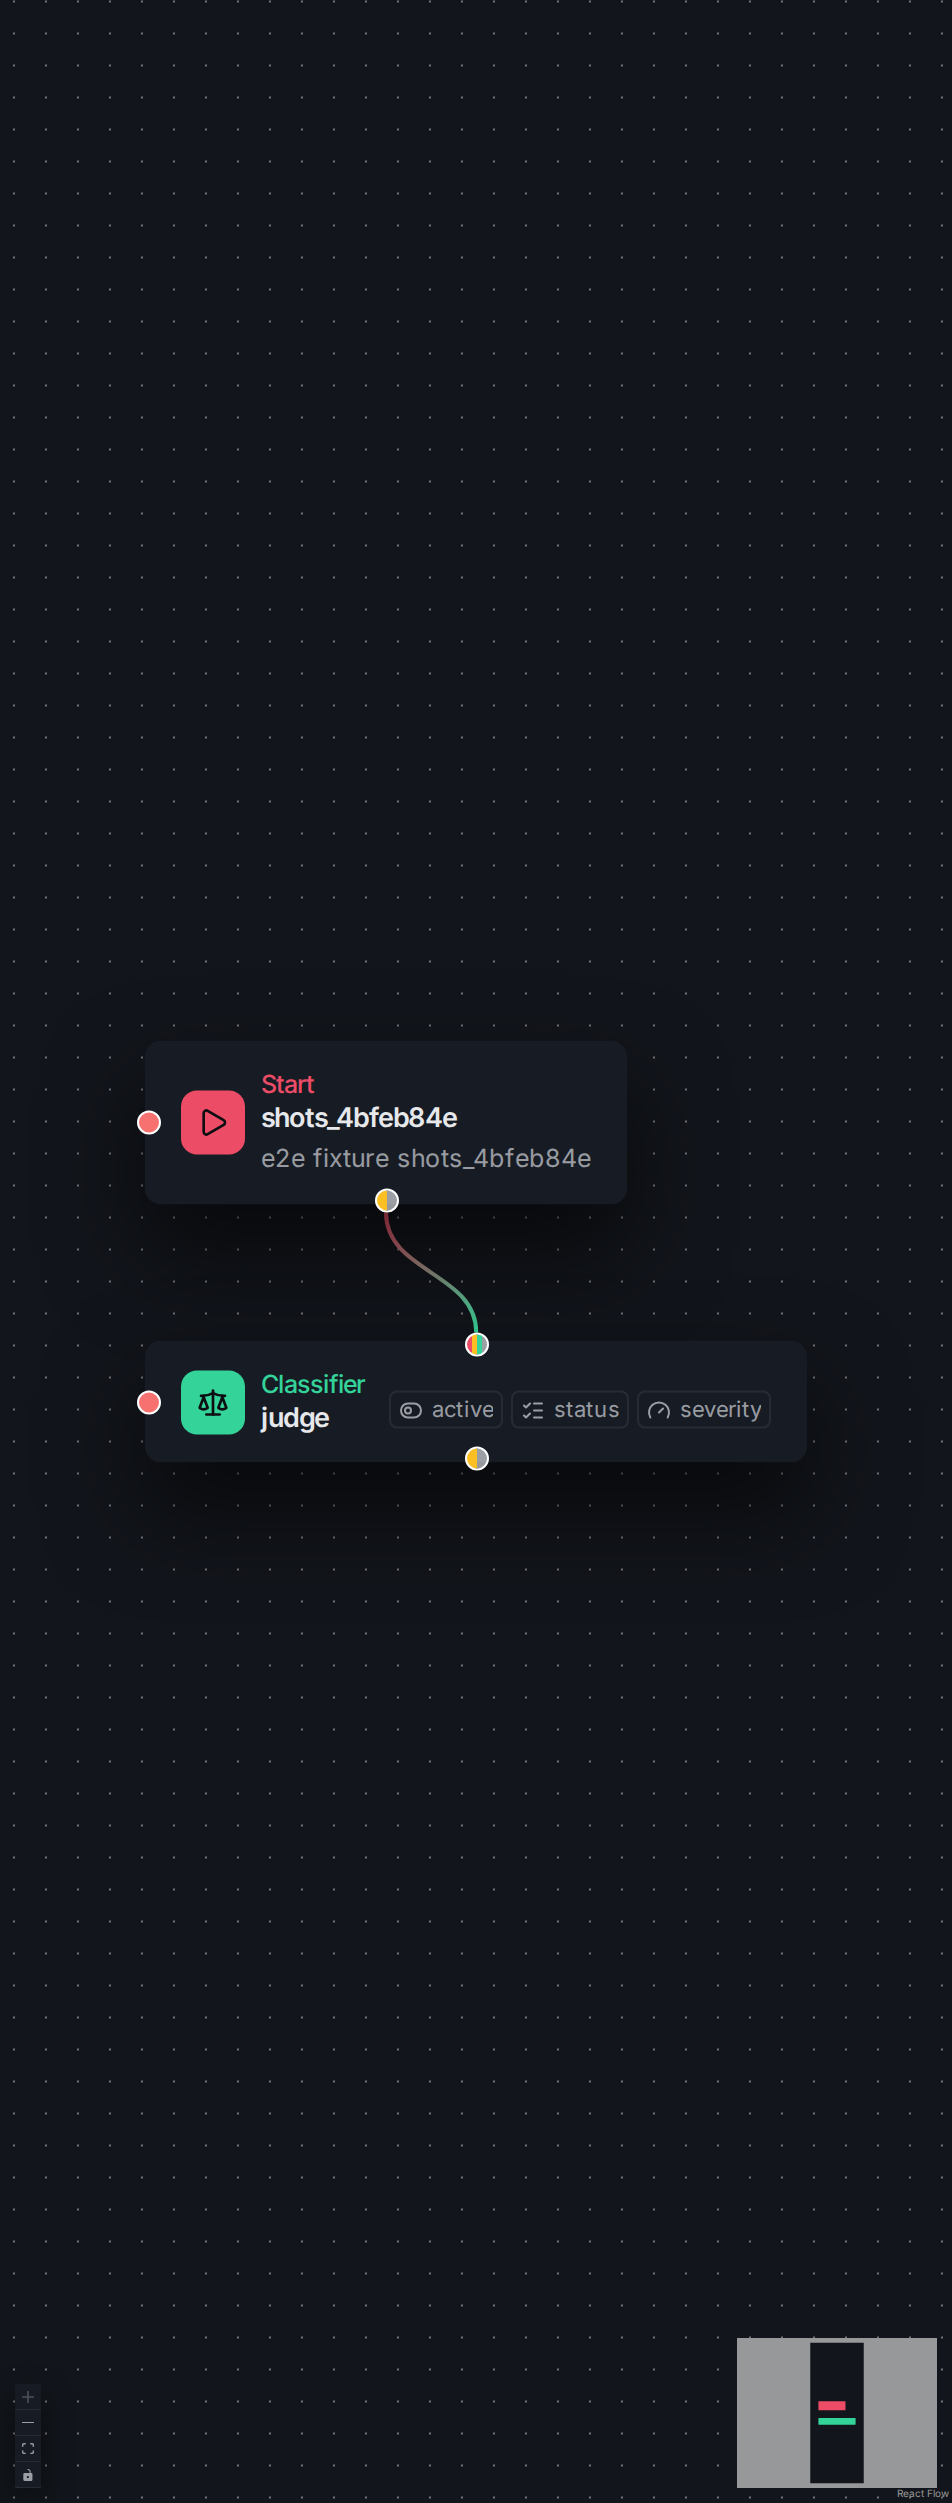 Start
shots_4bfeb84e
e2e fixture shots_4bfeb84e
Classifier
judge
active
status
severity
React Flow